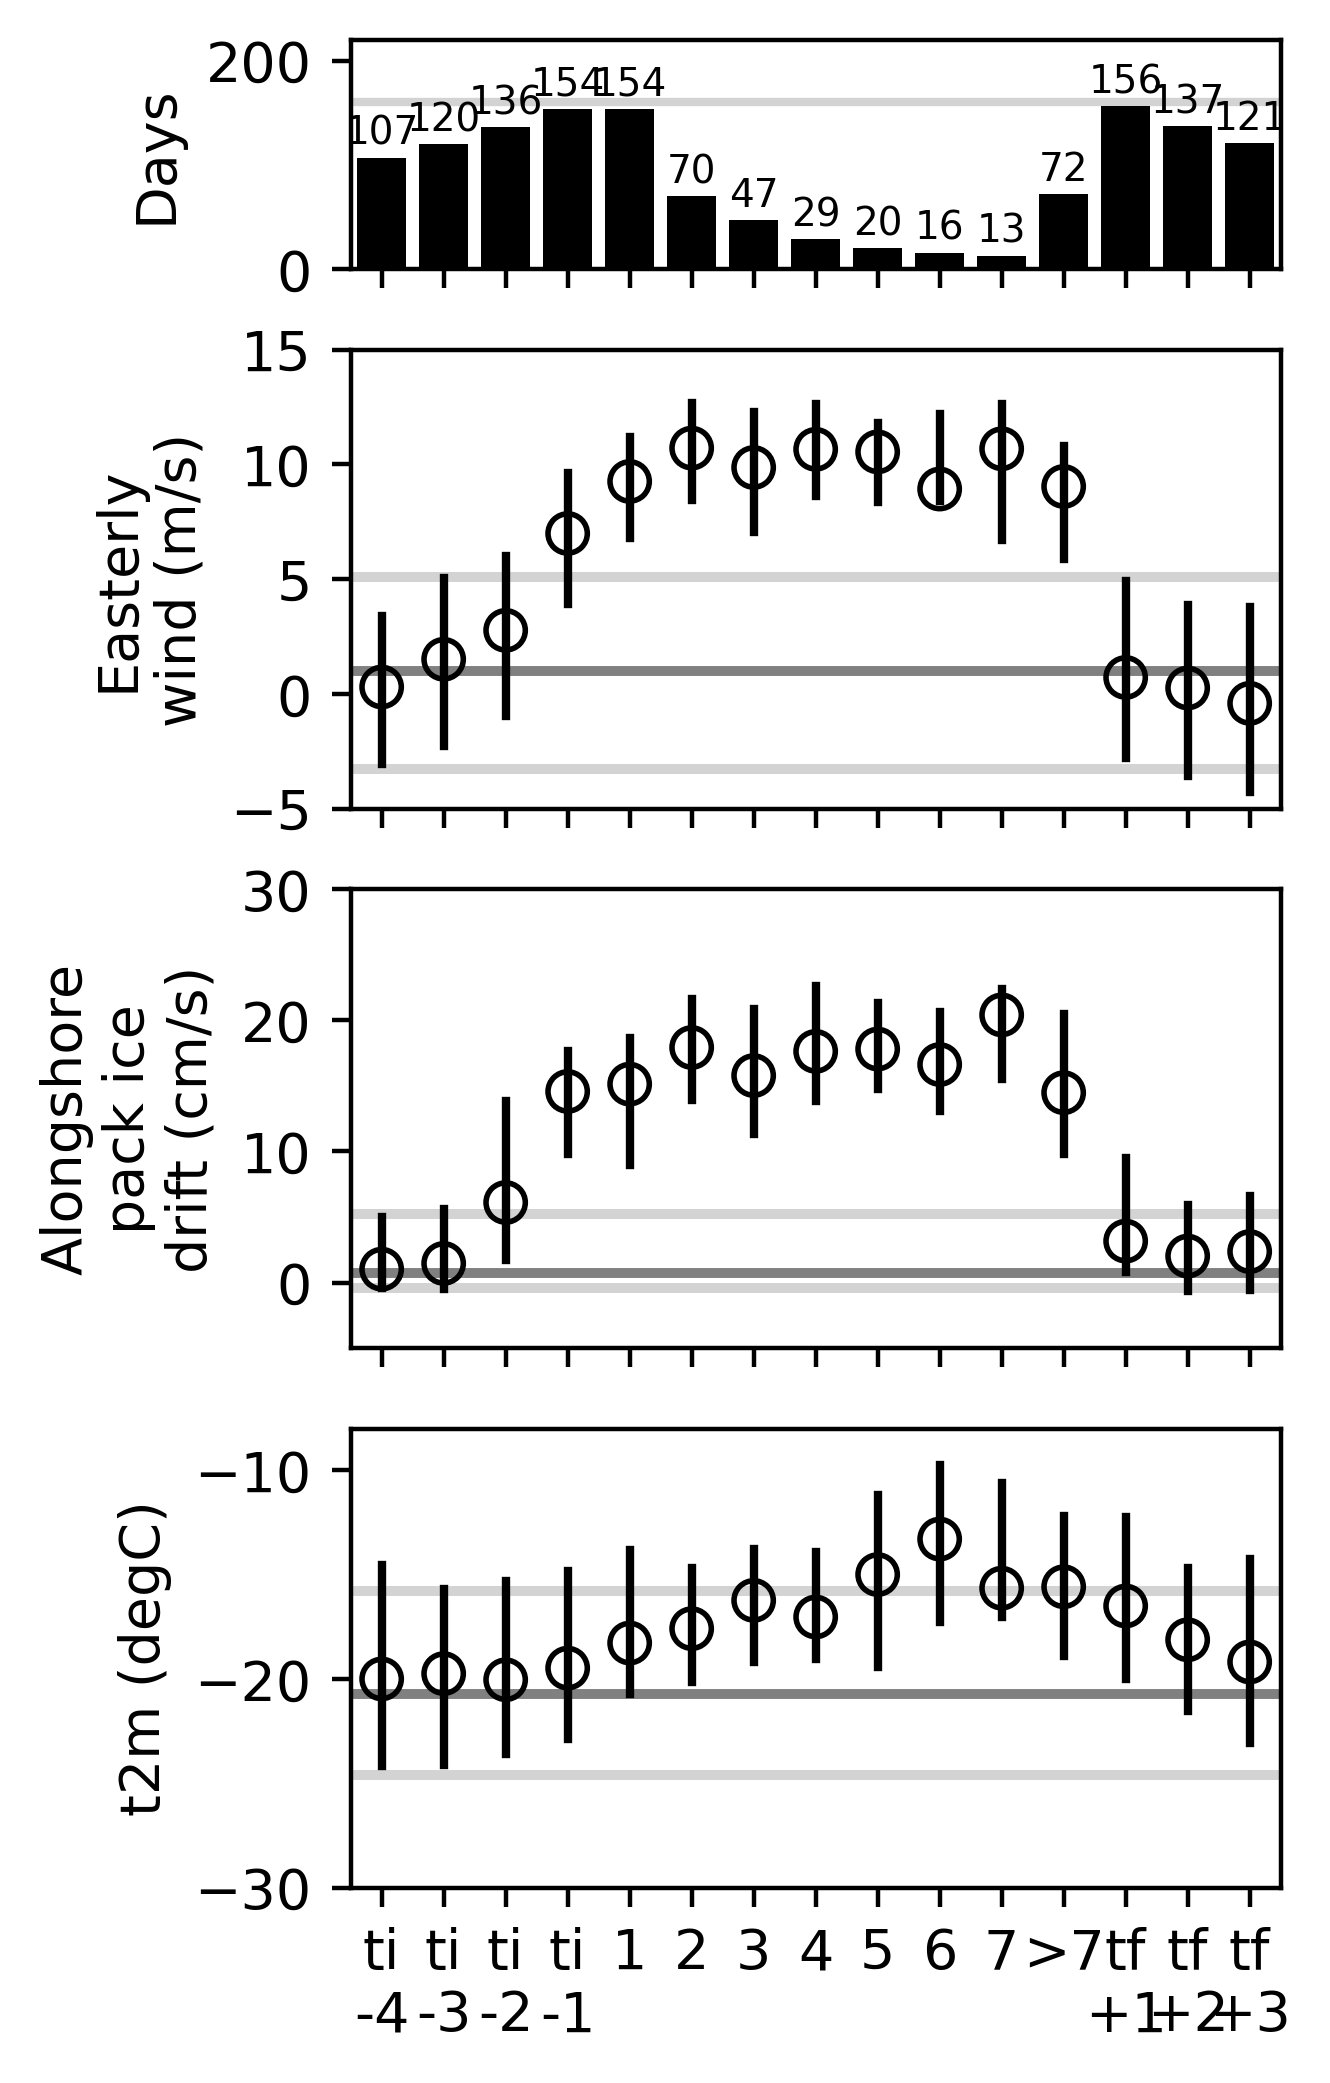 Days
200
0
107 120 136 154 154 70 47 29 20 16 13 72 156 137 121
Easterly
wind (m/s)
15
10
5
0
−5
Alongshore
pack ice
drift (cm/s)
30
20
10
0
t2m (degC)
−10
−20
−30
ti ti ti ti 1 2 3 4 5 6 7 >7 tf tf tf
-4 -3 -2 -1 +1 +2 +3